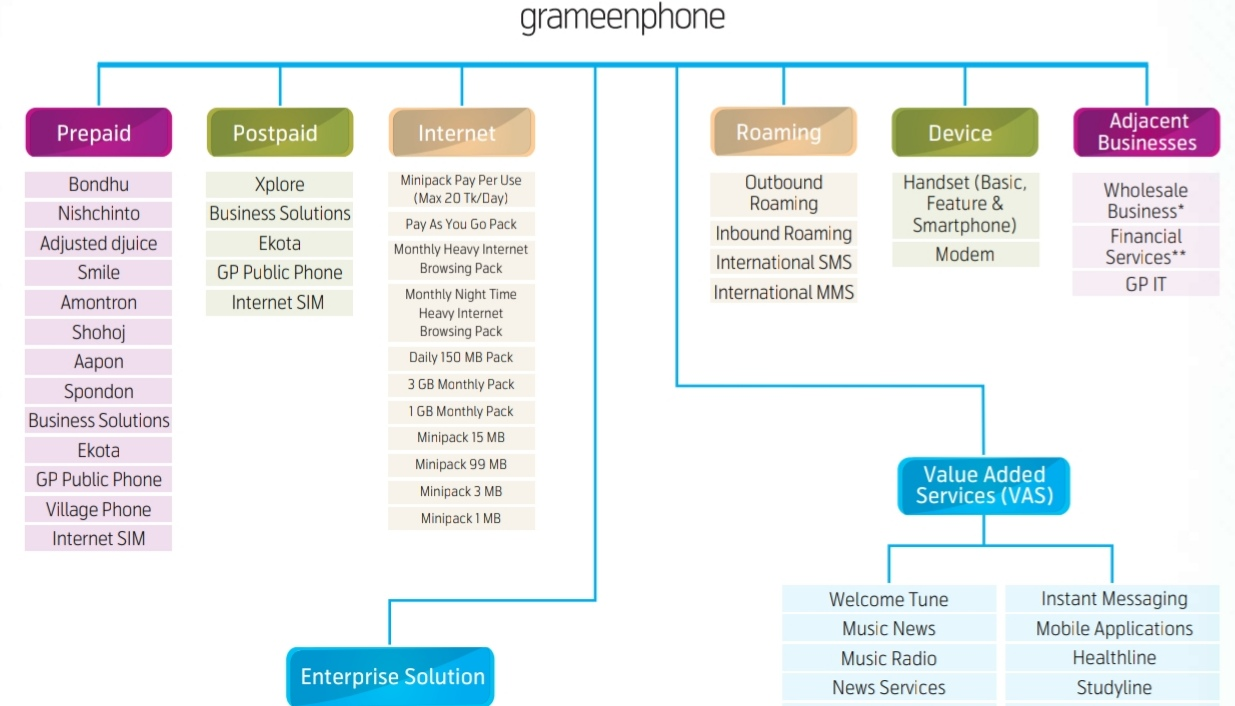 grameenphone
Prepaid
Bondhu
Nishchinto
Adjusted djuice
Smile
Amontron
Shohoj
Aapon
Spondon
Business Solutions
Ekota
GP Public Phone
Village Phone
Internet SIM
Postpaid
Xplore
Business Solutions
Ekota
GP Public Phone
Internet SIM
Internet
Minipack Pay Per Use
(Max 20 Tk/Day)
Pay As You Go Pack
Monthly Heavy Internet
Browsing Pack
Monthly Night Time
Heavy Internet
Browsing Pack
Daily 150 MB Pack
3 GB Monthly Pack
1 GB Monthly Pack
Minipack 15 MB
Minipack 99 MB
Minipack 3 MB
Minipack 1 MB
Roaming
Outbound
Roaming
Inbound Roaming
International SMS
International MMS
Device
Handset (Basic,
Feature &
Smartphone)
Modem
Adjacent
Businesses
Wholesale
Business*
Financial
Services**
GP IT
Enterprise Solution
Value Added
Services (VAS)
Welcome Tune
Music News
Music Radio
News Services
Instant Messaging
Mobile Applications
Healthline
Studyline